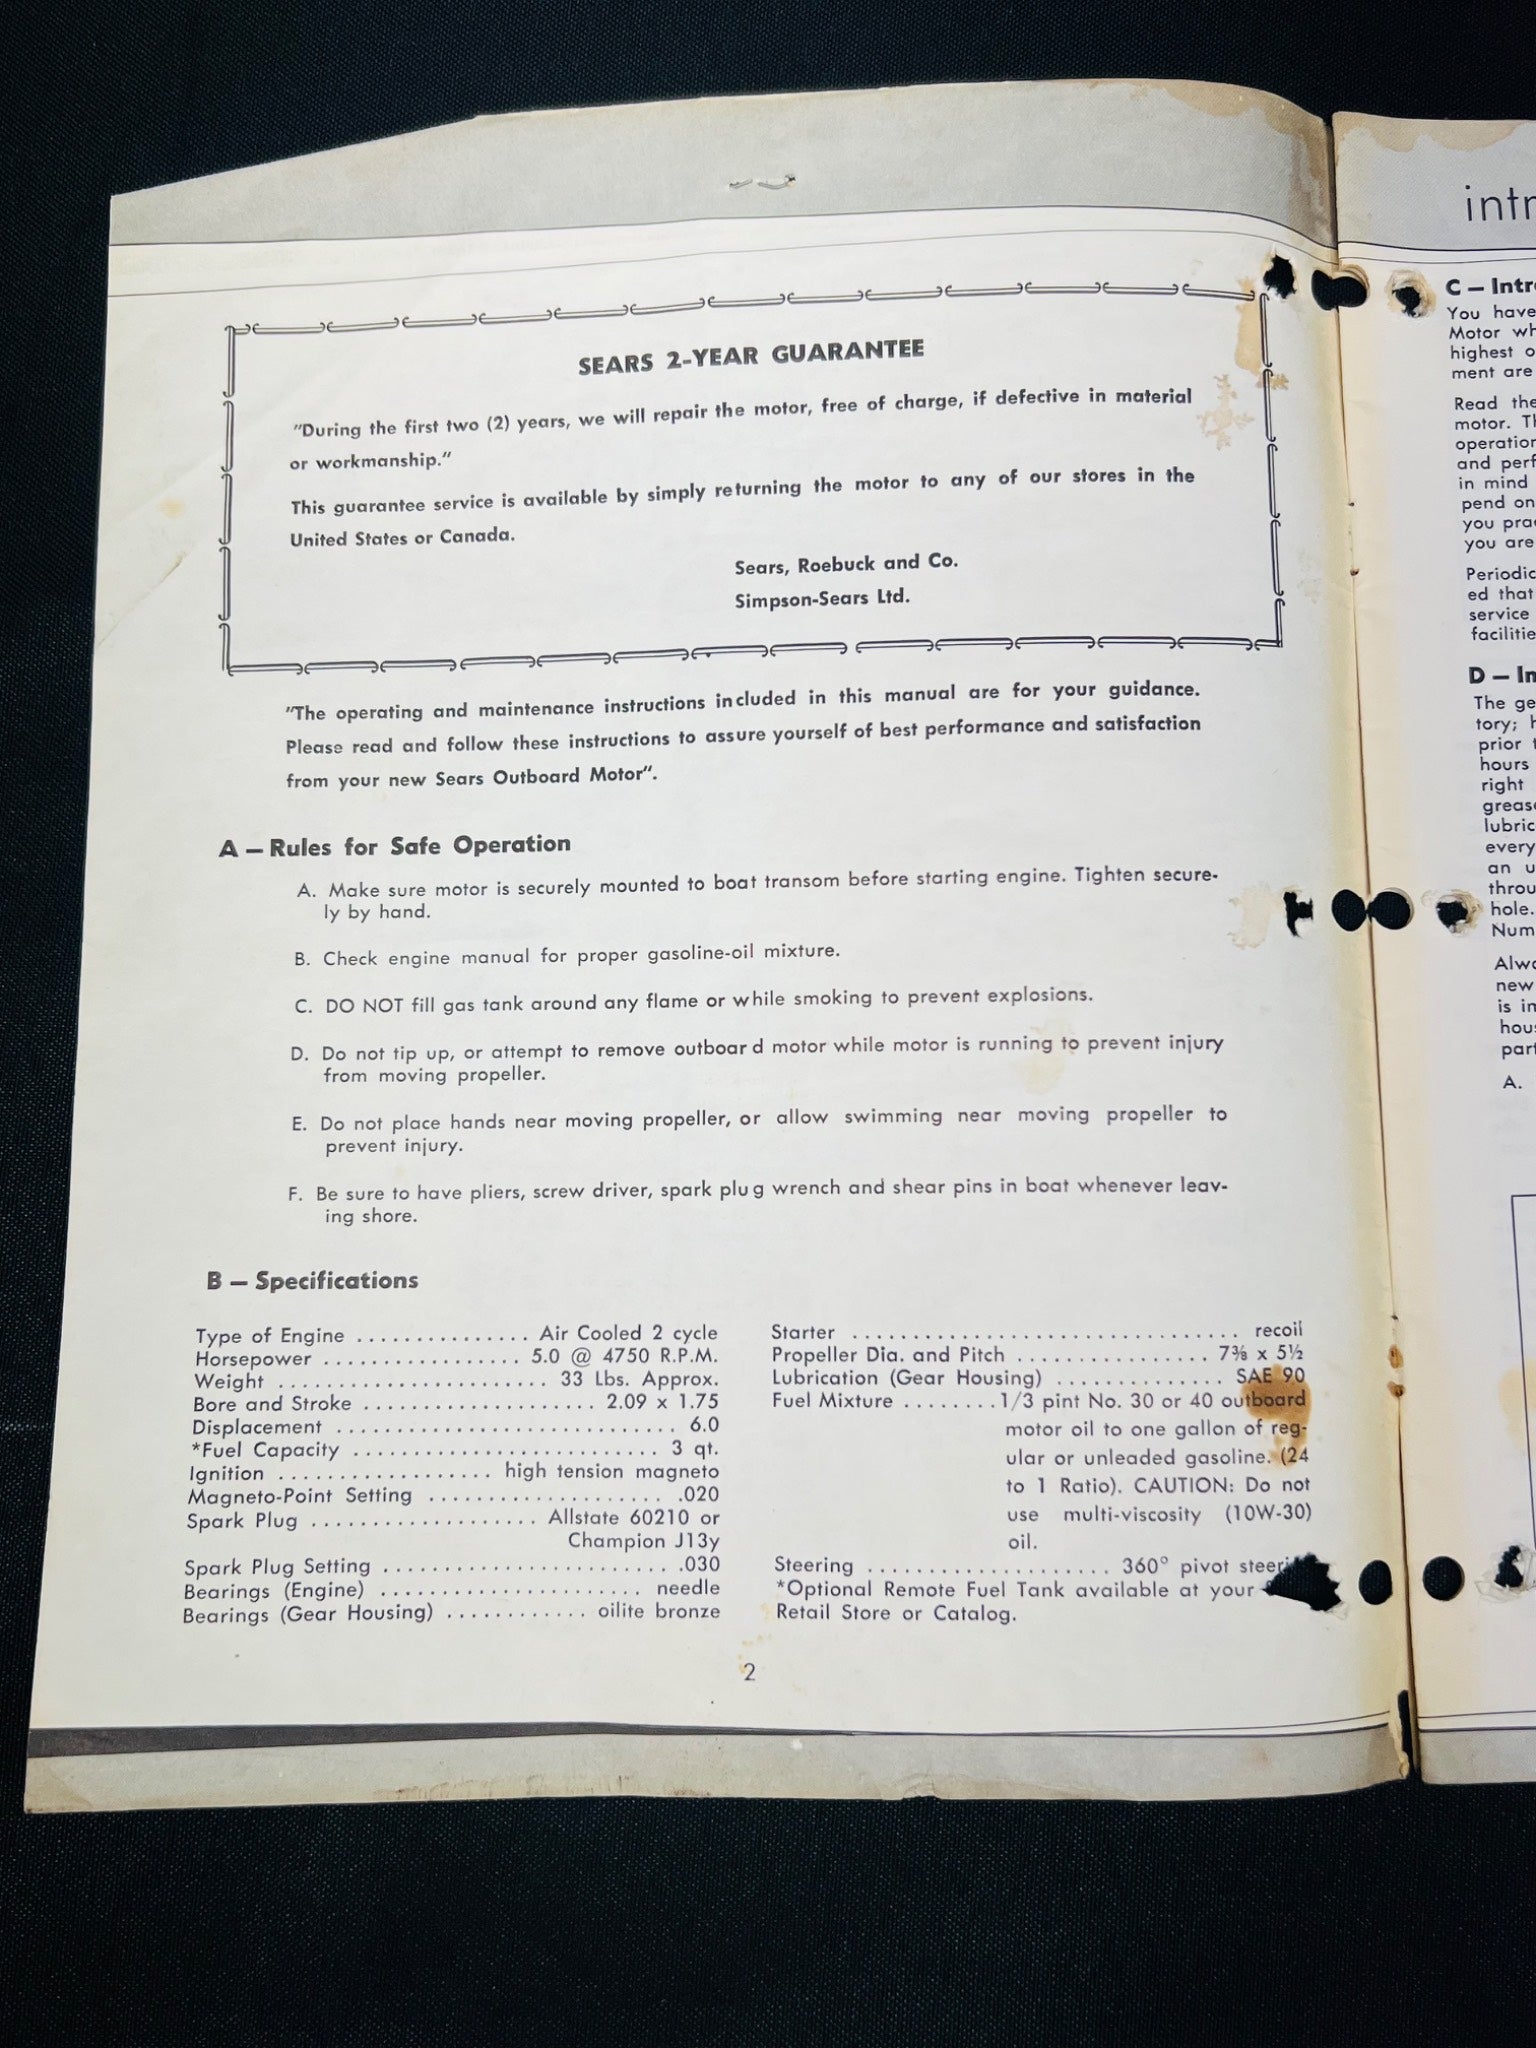 SEARS 2-YEAR GUARANTEE
"During the first two (2) years, we will repair the motor, free of charge, if defective in material
or workmanship."
This guarantee service is available by simply returning the motor to any of our stores in the
United States or Canada.
Sears, Roebuck and Co.
Simpson-Sears Ltd.
"The operating and maintenance instructions included in this manual are for your guidance.
Please read and follow these instructions to assure yourself of best performance and satisfaction
from your new Sears Outboard Motor".
A — Rules for Safe Operation
A. Make sure motor is securely mounted to boat transom before starting engine. Tighten secure-
ly by hand.
B. Check engine manual for proper gasoline-oil mixture.
C. DO NOT fill gas tank around any flame or while smoking to prevent explosions.
D. Do not tip up, or attempt to remove outboard motor while motor is running to prevent injury
from moving propeller.
E. Do not place hands near moving propeller, or allow swimming near moving propeller to
prevent injury.
F. Be sure to have pliers, screw driver, spark plug wrench and shear pins in boat whenever leav-
ing shore.
B — Specifications
Type of Engine ............... Air Cooled 2 cycle
Horsepower ................. 5.0 @ 4750 R.P.M.
Weight ....................... 33 Lbs. Approx.
Bore and Stroke .................... 2.09 x 1.75
Displacement ............................. 6.0
*Fuel Capacity .......................... 3 qt.
Ignition .................. high tension magneto
Magneto-Point Setting .................... .020
Spark Plug ................... Allstate 60210 or
Champion J13y
Spark Plug Setting ......................... .030
Bearings (Engine) ...................... needle
Bearings (Gear Housing) ............ oilite bronze
Starter ................................. recoil
Propeller Dia. and Pitch ................ 7⅜ x 5½
Lubrication (Gear Housing) .............. SAE 90
Fuel Mixture ........1/3 pint No. 30 or 40 outboard
motor oil to one gallon of reg-
ular or unleaded gasoline. (24
to 1 Ratio). CAUTION: Do not
use multi-viscosity (10W-30)
oil.
Steering ..................... 360° pivot
*Optional Remote Fuel Tank available at your
Retail Store or Catalog.
2
C — 
You have
Motor
highest
ment are
Read the
motor.
operation
and
in mind
pend on
you
you are
ed that
service
D — 
The
tory;
prior
hours
right
every
an
hole.
new
is
A.